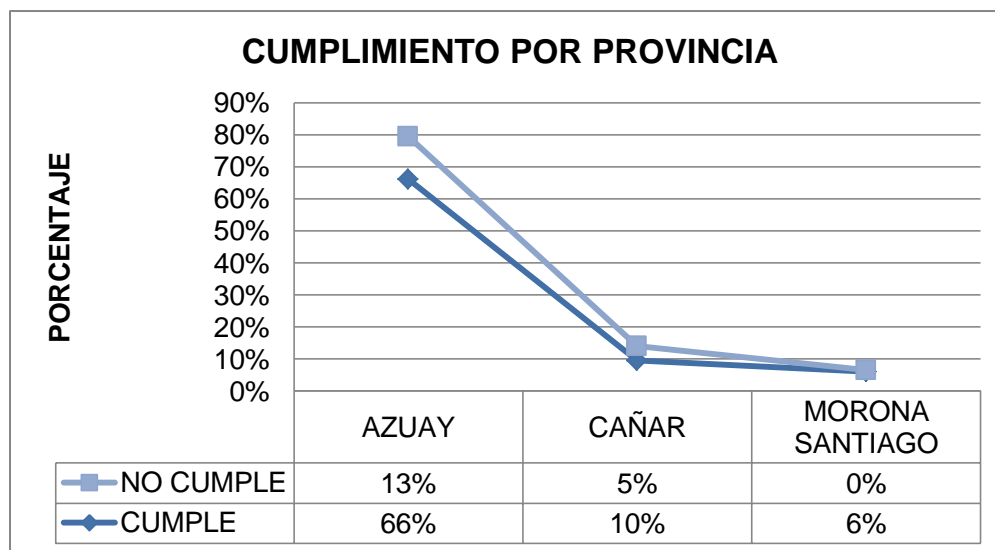 CUMPLIMIENTO POR PROVINCIA
PORCENTAJE
90%
80%
70%
60%
50%
40%
30%
20%
10%
0%
AZUAY CAÑAR MORONA
SANTIAGO
NO CUMPLE 13% 5% 0%
CUMPLE 66% 10% 6%